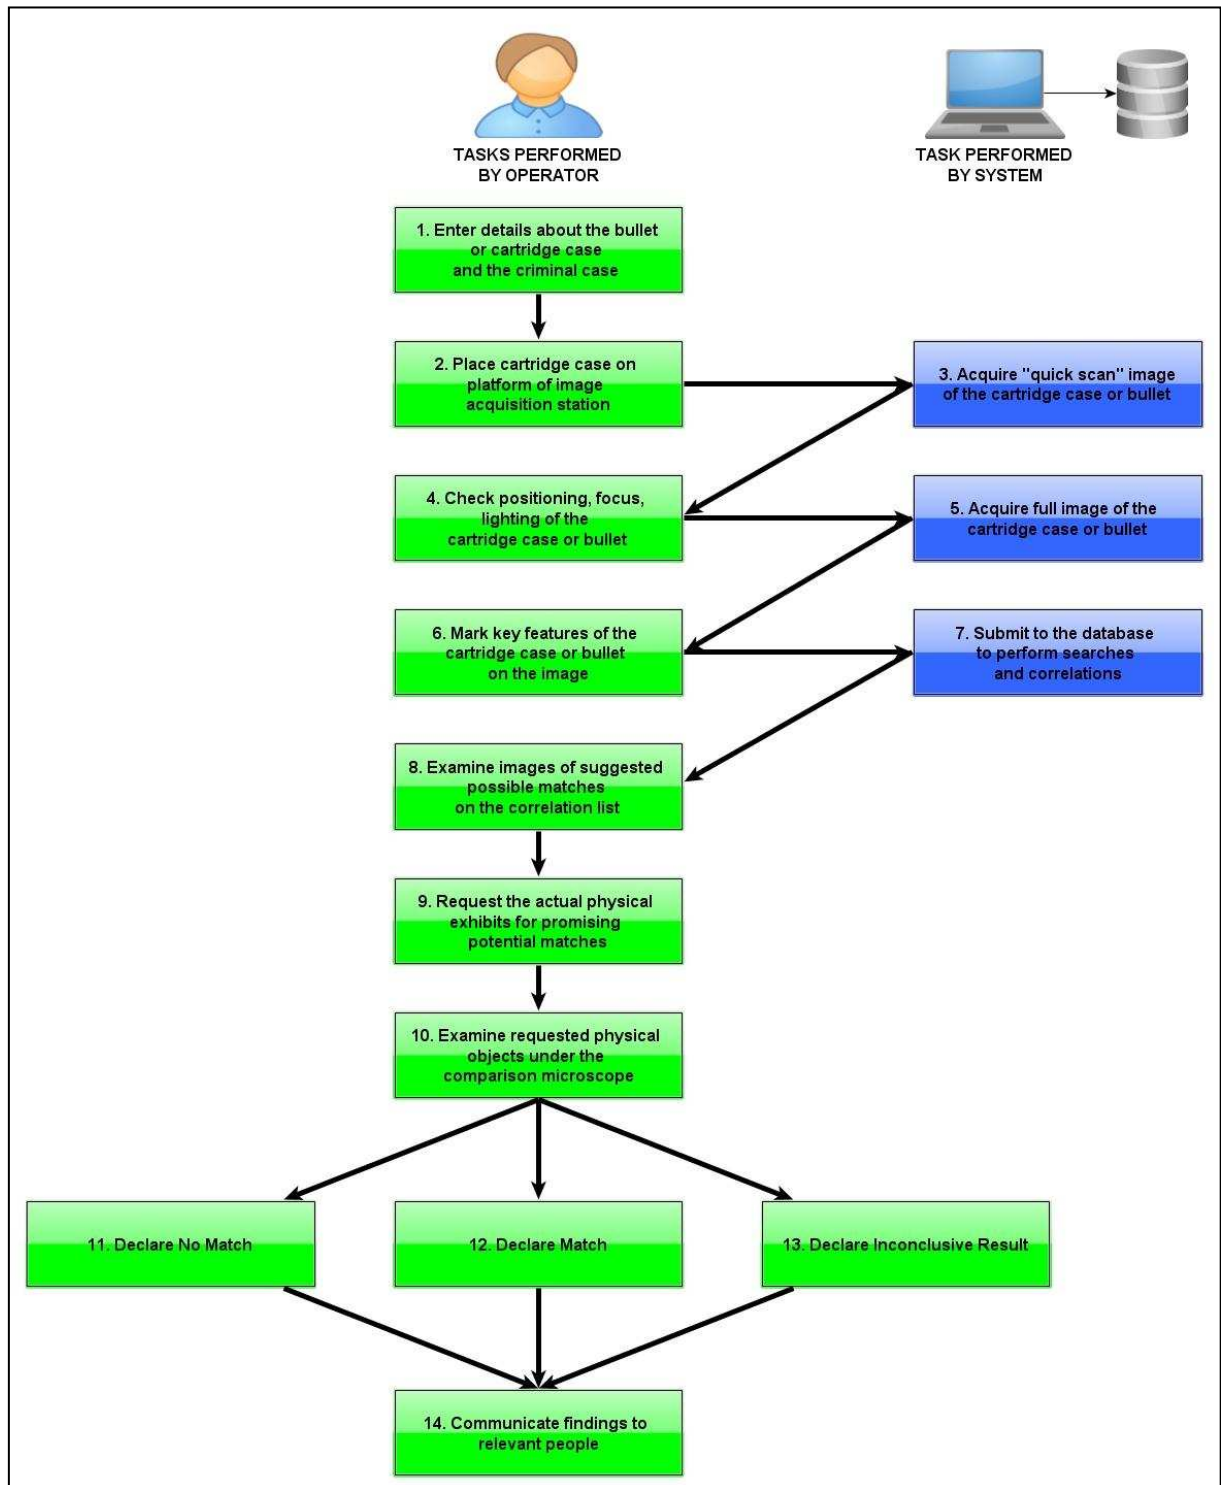 TASKS PERFORMED
BY OPERATOR
TASK PERFORMED
BY SYSTEM
1. Enter details about the bullet
or cartridge case
and the criminal case
2. Place cartridge case on
platform of image
acquisition station
3. Acquire "quick scan" image
of the cartridge case or bullet
4. Check positioning, focus,
lighting of the
cartridge case or bullet
5. Acquire full image of the
cartridge case or bullet
6. Mark key features of the
cartridge case or bullet
on the image
7. Submit to the database
to perform searches
and correlations
8. Examine images of suggested
possible matches
on the correlation list
9. Request the actual physical
exhibits for promising
potential matches
10. Examine requested physical
objects under the
comparison microscope
11. Declare No Match
12. Declare Match
13. Declare Inconclusive Result
14. Communicate findings to
relevant people